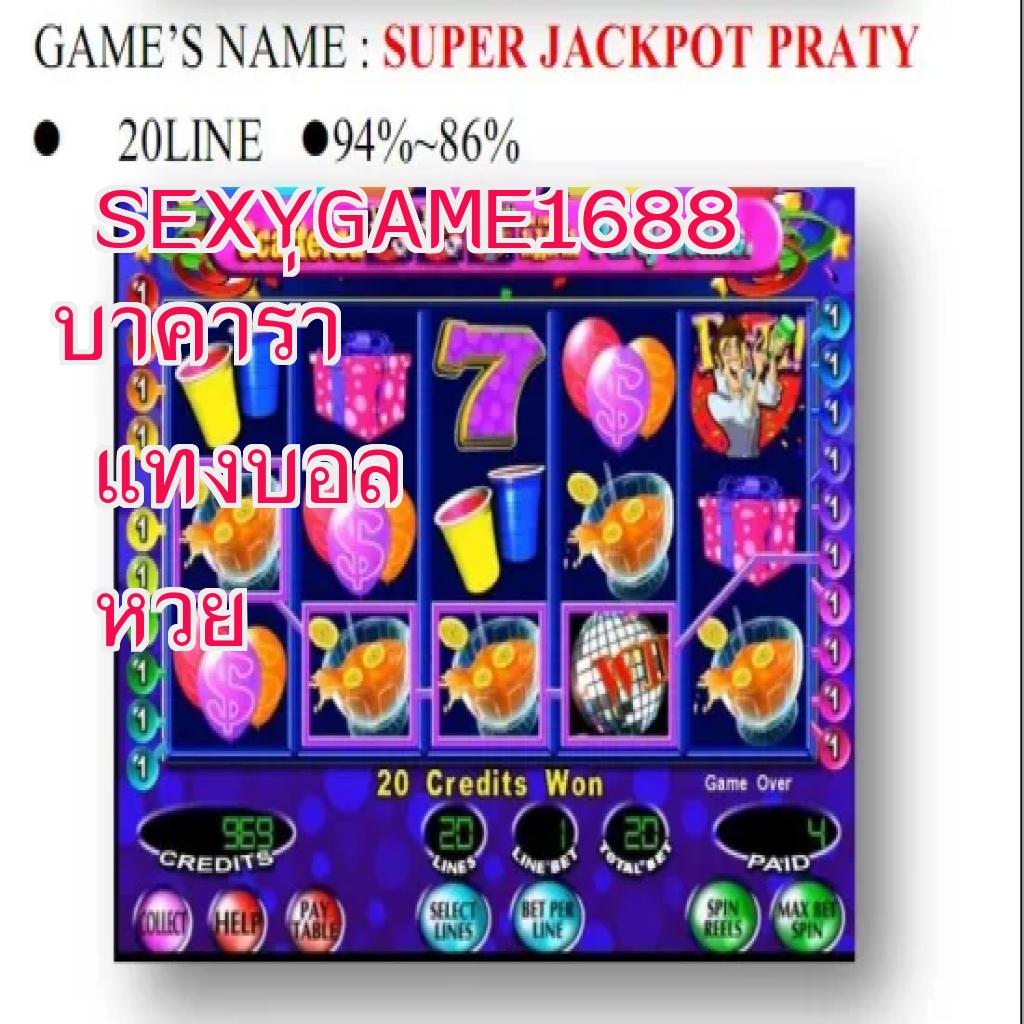 GAME'S NAME : SUPER JACKPOT PRATY
● 20LINE ●94%~86%
SEXYGAME1688
บาคารา
แทงบอล
หวย
20 Credits Won
Game Over
969
20
1
20
4
CREDITS
LINES
LINE BET
TOTAL BET
PAID
COLLECT
HELP
PAY TABLE
SELECT LINES
BET PER LINE
SPIN REELS
MAX BET SPIN